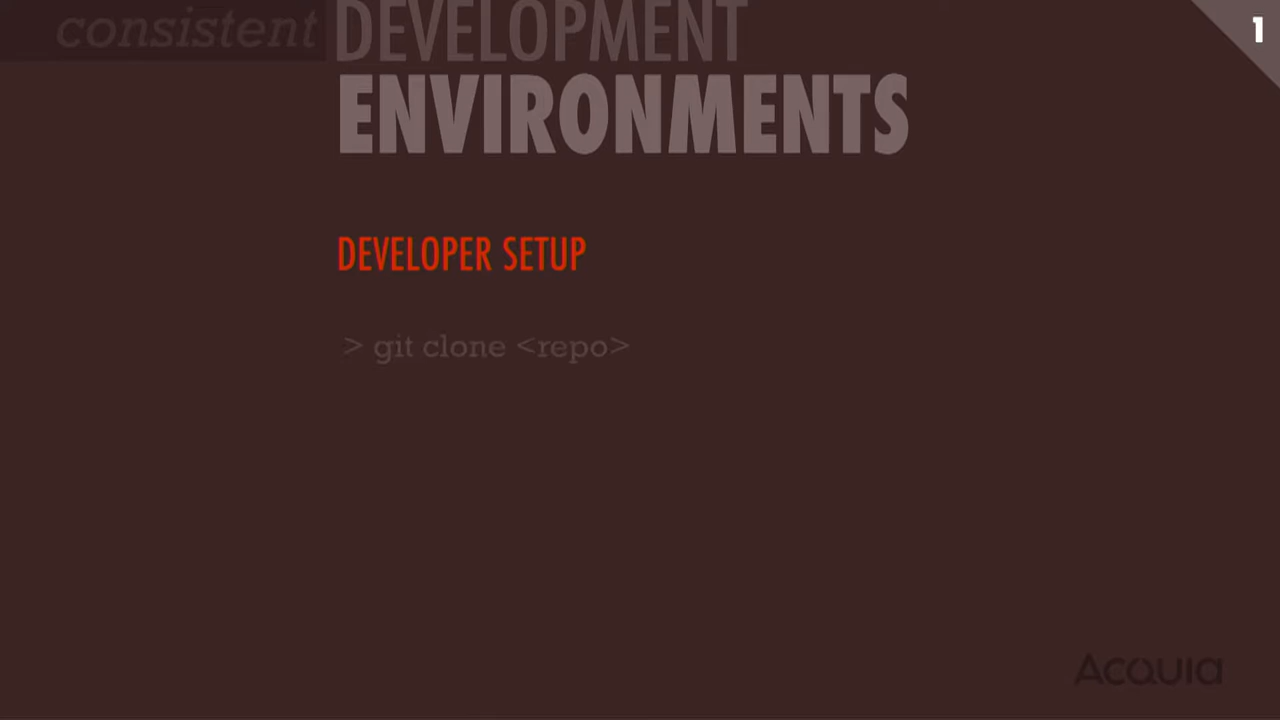 consistent DEVELOPMENT
ENVIRONMENTS
1
DEVELOPER SETUP
> git clone <repo>
Acquia